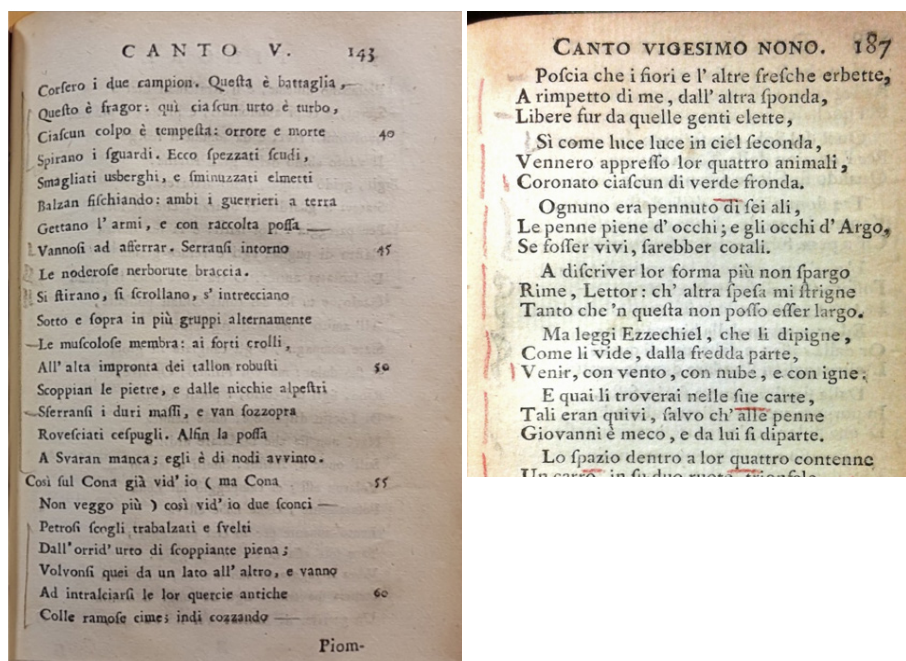 CANTO V. 143
Corſero i due campion. Queſta è battaglia,
Queſto è fragor: quì ciaſcun urto è turbo,
Ciaſcun colpo è tempeſta: orrore e morte 40
Spirano i ſguardi. Ecco ſpezzati ſcudi,
Smagliati usberghi, e ſminuzzati elmetti
Balzan fiſchiando: ambi i guerrieri a terra
Gettano l'armi, e con raccolta poſſa
Vannoſi ad afferrar. Serranſi intorno 45
Le noderoſe nerborute braccia.
Si ſtirano, ſi ſcrollano, s'intrecciano
Sotto e ſopra in più gruppi alternamente
Le muſcoloſe membra: ai forti crolli,
All'alta impronta dei tallon robuſti 50
Scoppian le pietre, e dalle nicchie alpeſtri
Sferranſi i duri maſſi, e van ſozzopra
Roveſciati ceſpugli. Alfin la poſſa
A Svaran manca; egli è di nodi avvinto.
Così ſul Cona già vid'io (ma Cona 55
Non veggo più) così vid'io due ſconci
Petroſi ſcogli trabalzati e ſvelti
Dall'orrid'urto di ſcoppiante piena;
Volvonſi quei da un lato all'altro, e vanno
Ad intralciarſi le lor quercie antiche 60
Colle ramoſe cime; indi cozzando
Piom-
CANTO VIGESIMO NONO. 187
Poſcia che i fiori e l'altre freſche erbette,
A rimpetto di me, dall'altra ſponda,
Libere fur da quelle genti elette,
Sì come luce luce in ciel ſeconda,
Vennero appreſſo lor quattro animali,
Coronato ciaſcun di verde fronda.
Ognuno era pennuto di ſei ali,
Le penne piene d'occhi; e gli occhi d'Argo,
Se foſſer vivi, ſarebber cotali.
A diſcriver lor forma più non ſpargo
Rime, Lettor: ch'altra ſpeſa mi ſtrigne
Tanto che 'n queſta non poſſo eſſer largo.
Ma leggi Ezzechiel, che li dipigne,
Come li vide, dalla fredda parte,
Venir, con vento, con nube, e con igne;
E quai li troverai nelle ſue carte,
Tali eran quivi, ſalvo ch'alle penne
Giovanni è meco, e da lui ſi diparte.
Lo ſpazio dentro a lor quattro contenne
Un carro, in ſu duo ruote, trionfale